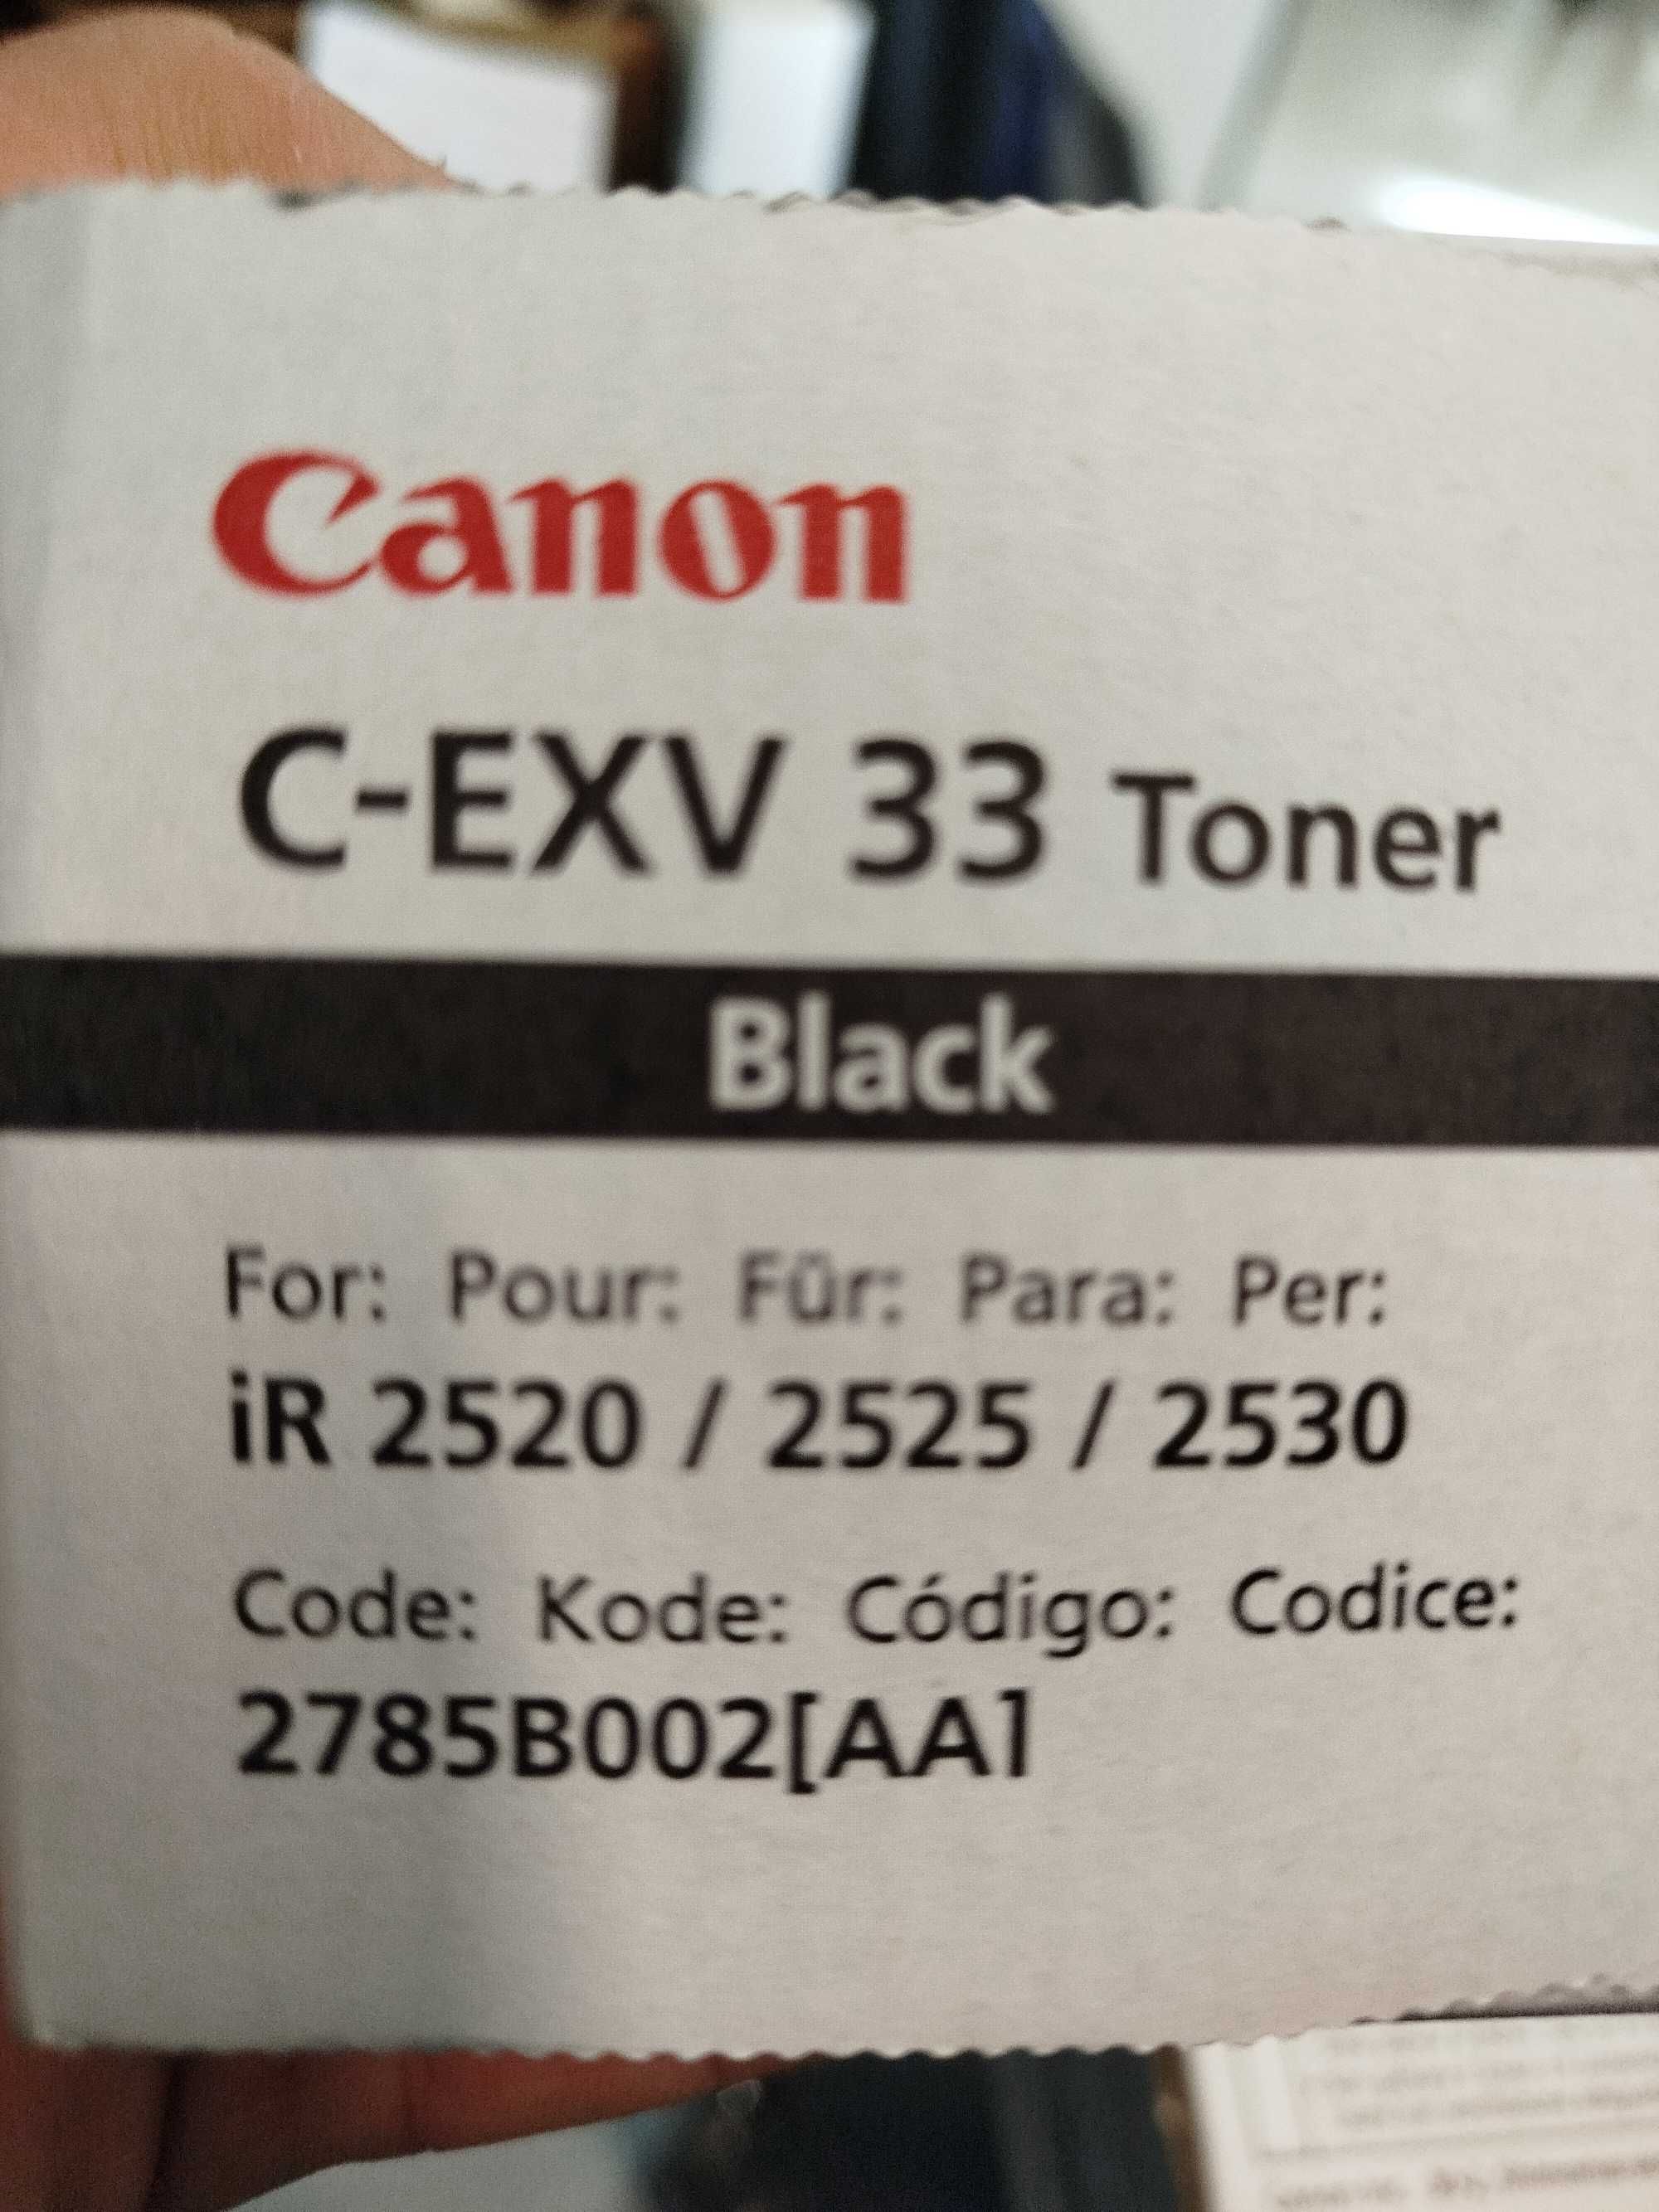 Canon
C-EXV 33 Toner
Black
For: Pour: Für: Para: Per:
iR 2520 / 2525 / 2530
Code: Kode: Código: Codice:
2785B002[AA]